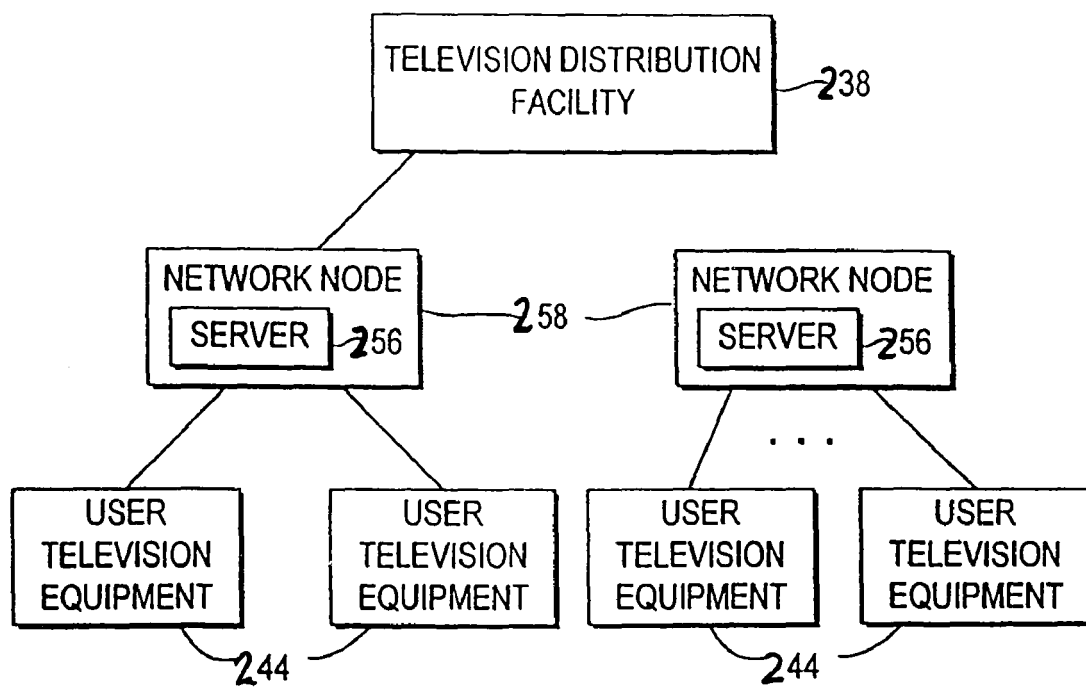 TELEVISION DISTRIBUTION
FACILITY
238
NETWORK NODE
SERVER
256
258
NETWORK NODE
SERVER
256
. . .
USER
TELEVISION
EQUIPMENT
USER
TELEVISION
EQUIPMENT
244
USER
TELEVISION
EQUIPMENT
USER
TELEVISION
EQUIPMENT
244